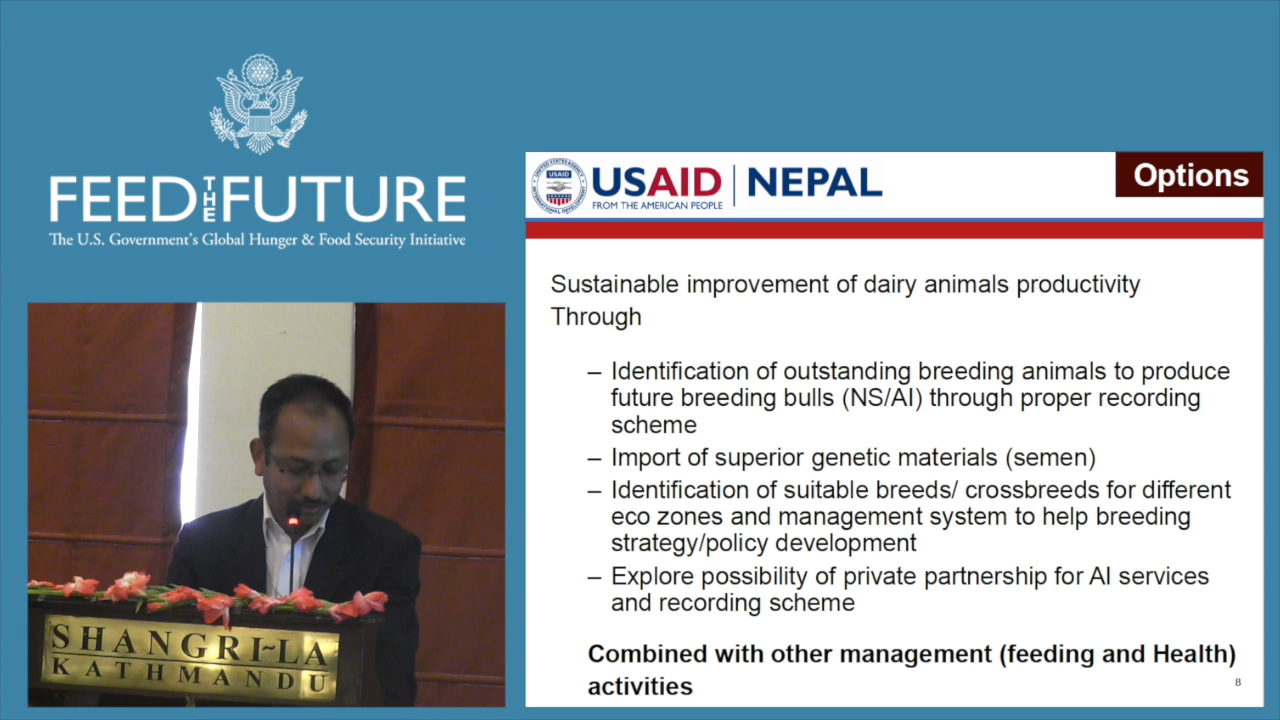 FEED THE FUTURE
The U.S. Government's Global Hunger & Food Security Initiative
SHANGRI~LA
KATHMANDU
USAID
USAID | NEPAL
FROM THE AMERICAN PEOPLE
Options
Sustainable improvement of dairy animals productivity
Through
– Identification of outstanding breeding animals to produce
future breeding bulls (NS/AI) through proper recording
scheme
– Import of superior genetic materials (semen)
– Identification of suitable breeds/ crossbreeds for different
eco zones and management system to help breeding
strategy/policy development
– Explore possibility of private partnership for AI services
and recording scheme
Combined with other management (feeding and Health)
activities
8